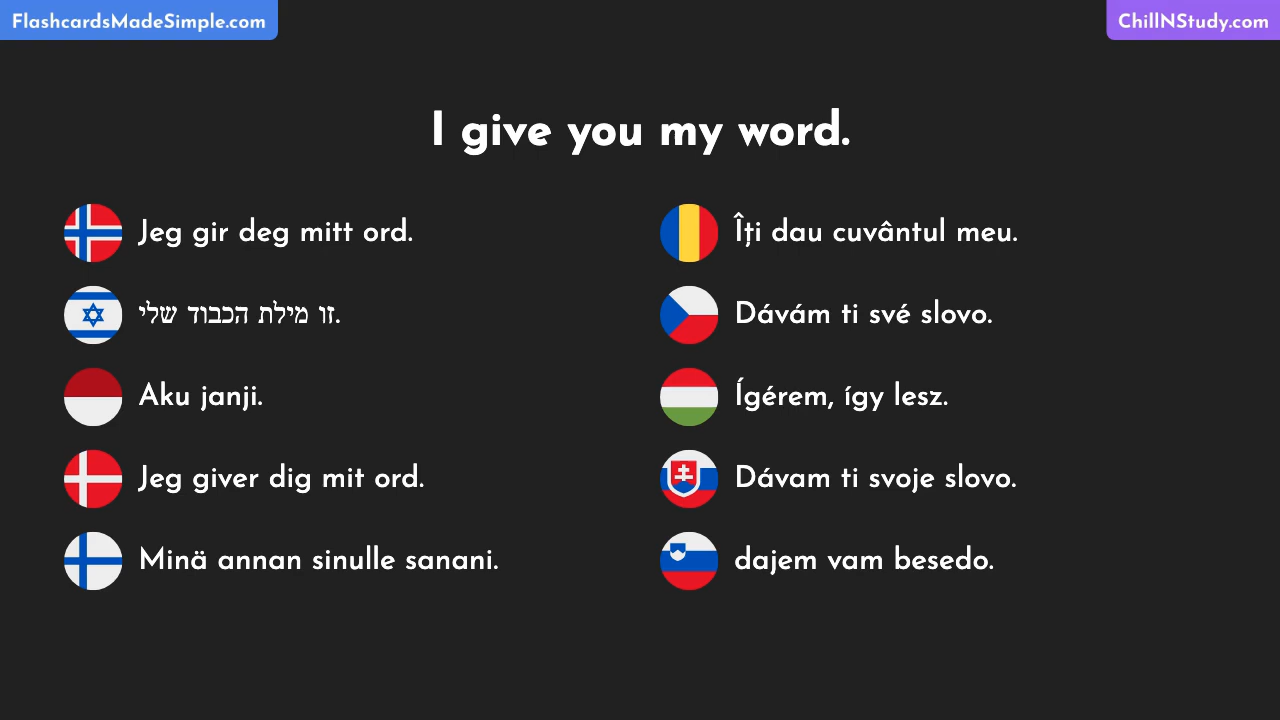 FlashcardsMadeSimple.com
ChillNStudy.com
I give you my word.
Jeg gir deg mitt ord.
זו מילת הכבוד שלי.
Aku janji.
Jeg giver dig mit ord.
Minä annan sinulle sanani.
Îți dau cuvântul meu.
Dávám ti své slovo.
Ígérem, így lesz.
Dávam ti svoje slovo.
dajem vam besedo.